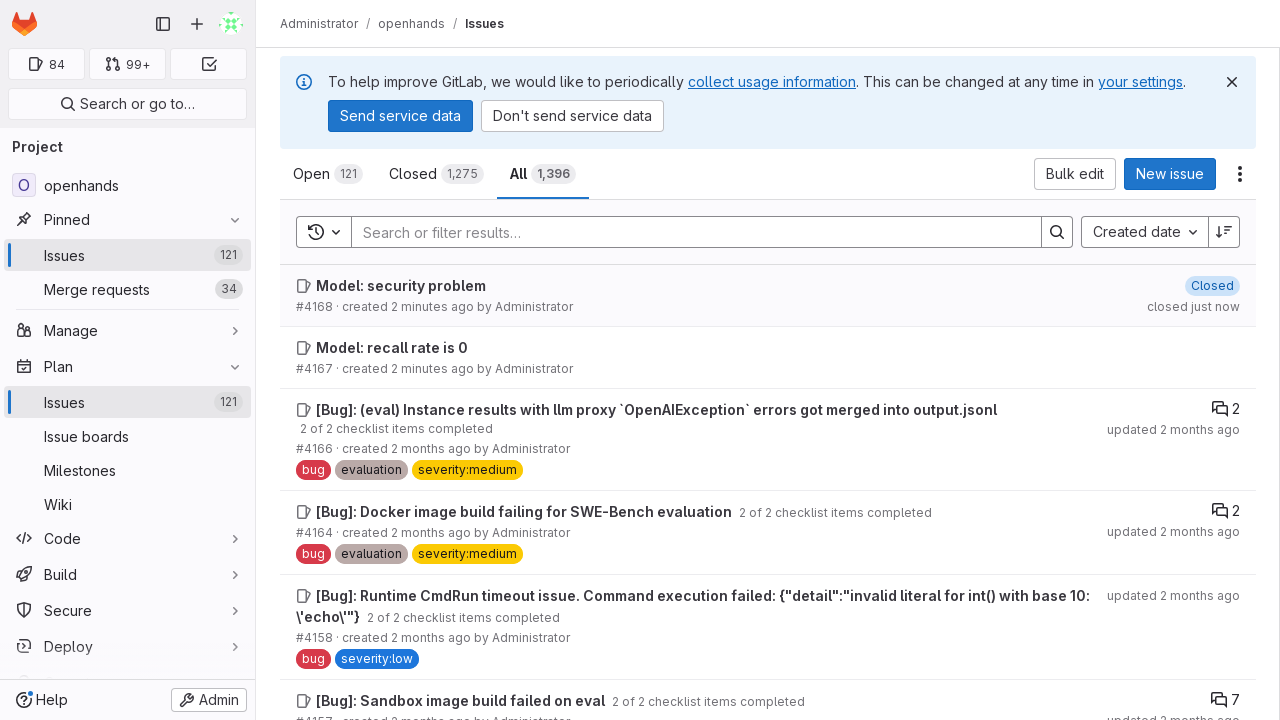 Administrator / openhands / Issues
84
99+
Search or go to…
Project
O openhands
Pinned
Issues 121
Merge requests 34
Manage
Plan
Issues 121
Issue boards
Milestones
Wiki
Code
Build
Secure
Deploy
Help
Admin
To help improve GitLab, we would like to periodically collect usage information. This can be changed at any time in your settings.
Send service data Don't send service data
Open 121 Closed 1,275 All 1,396 Bulk edit New issue
Search or filter results… Created date
Model: security problem Closed
#4168 · created 2 minutes ago by Administrator closed just now
Model: recall rate is 0
#4167 · created 2 minutes ago by Administrator
[Bug]: (eval) Instance results with llm proxy `OpenAIException` errors got merged into output.jsonl 2
2 of 2 checklist items completed updated 2 months ago
#4166 · created 2 months ago by Administrator
bug evaluation severity:medium
[Bug]: Docker image build failing for SWE-Bench evaluation 2 of 2 checklist items completed 2
#4164 · created 2 months ago by Administrator updated 2 months ago
bug evaluation severity:medium
[Bug]: Runtime CmdRun timeout issue. Command execution failed: {"detail":"invalid literal for int() with base 10: updated 2 months ago
\'echo\'"} 2 of 2 checklist items completed
#4158 · created 2 months ago by Administrator
bug severity:low
[Bug]: Sandbox image build failed on eval 2 of 2 checklist items completed 7
#4157 · created 2 months ago by Administrator updated 2 months ago